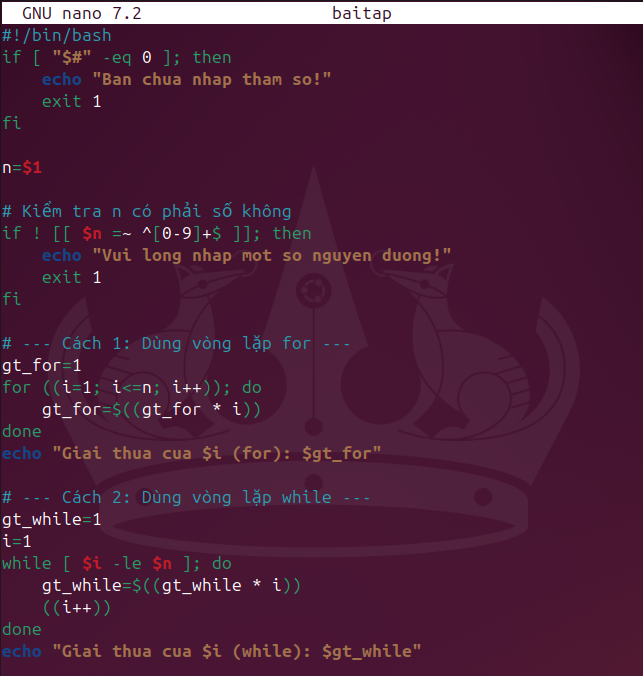 GNU nano 7.2 baitap
#!/bin/bash
if [ "$#" -eq 0 ]; then
    echo "Ban chua nhap tham so!"
    exit 1
fi

n=$1

# Kiểm tra n có phải số không
if ! [[ $n =~ ^[0-9]+$ ]]; then
    echo "Vui long nhap mot so nguyen duong!"
    exit 1
fi

# --- Cách 1: Dùng vòng lặp for ---
gt_for=1
for ((i=1; i<=n; i++)); do
    gt_for=$((gt_for * i))
done
echo "Giai thua cua $i (for): $gt_for"

# --- Cách 2: Dùng vòng lặp while ---
gt_while=1
i=1
while [ $i -le $n ]; do
    gt_while=$((gt_while * i))
    ((i++))
done
echo "Giai thua cua $i (while): $gt_while"